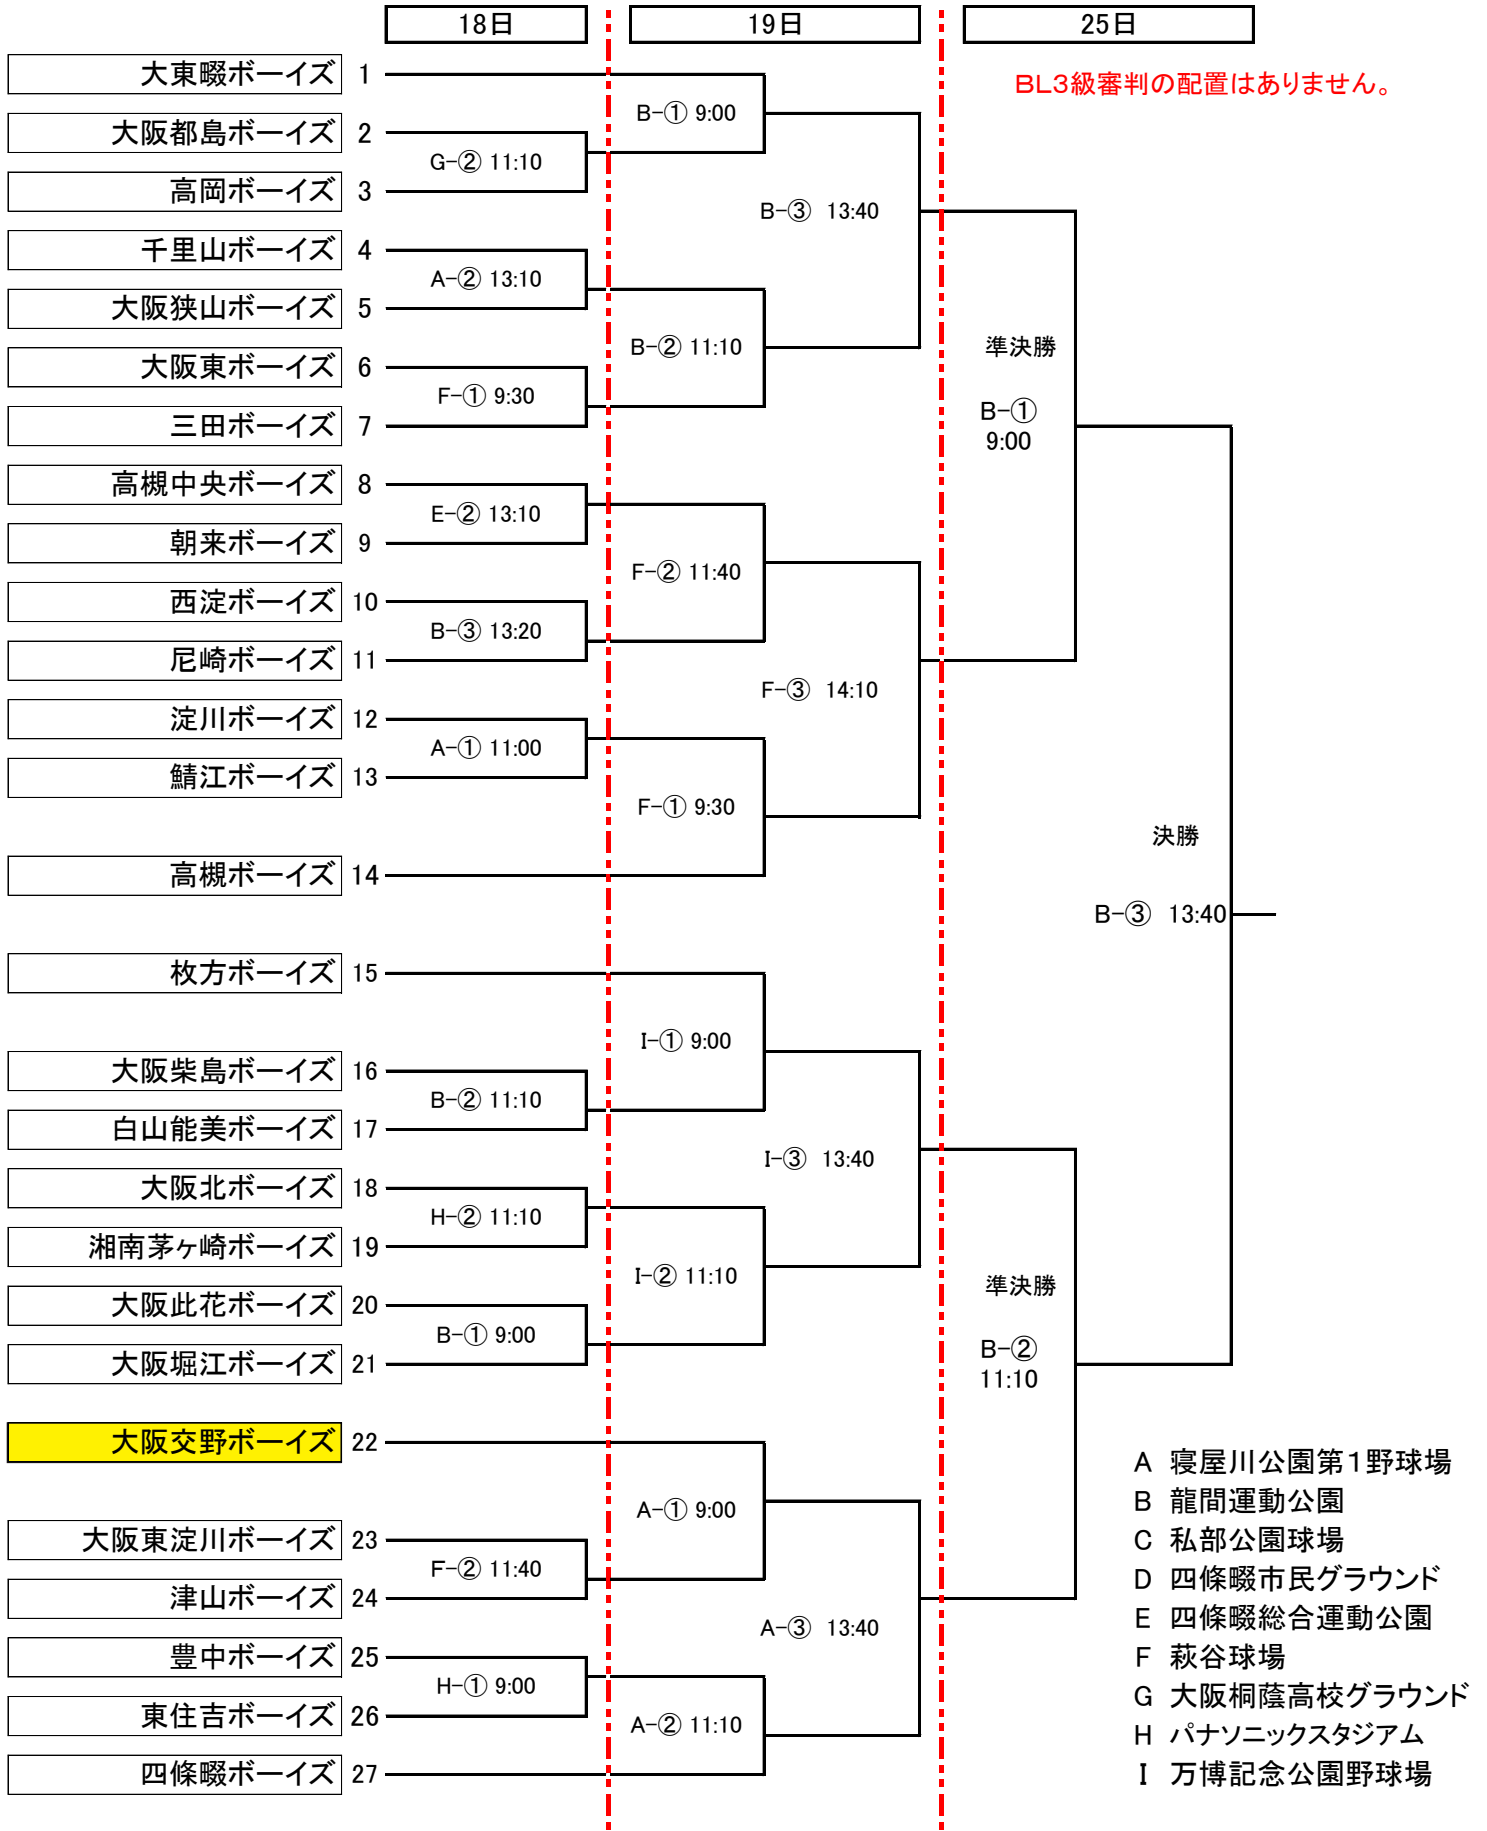 18日 19日 25日
BL3級審判の配置はありません。
大東畷ボーイズ 1
B-① 9:00
大阪都島ボーイズ 2
G-② 11:10
高岡ボーイズ 3
B-③ 13:40
千里山ボーイズ 4
A-② 13:10
大阪狭山ボーイズ 5
B-② 11:10
準決勝
大阪東ボーイズ 6
F-① 9:30
B-①
三田ボーイズ 7
9:00
高槻中央ボーイズ 8
E-② 13:10
朝来ボーイズ 9
F-② 11:40
西淀ボーイズ 10
B-③ 13:20
尼崎ボーイズ 11
F-③ 14:10
淀川ボーイズ 12
A-① 11:00
鯖江ボーイズ 13
F-① 9:30
決勝
高槻ボーイズ 14
B-③ 13:40
枚方ボーイズ 15
I-① 9:00
大阪柴島ボーイズ 16
B-② 11:10
白山能美ボーイズ 17
I-③ 13:40
大阪北ボーイズ 18
H-② 11:10
湘南茅ヶ崎ボーイズ 19
I-② 11:10
準決勝
大阪此花ボーイズ 20
B-① 9:00
B-②
大阪堀江ボーイズ 21
11:10
大阪交野ボーイズ 22
A-① 9:00
大阪東淀川ボーイズ 23
F-② 11:40
津山ボーイズ 24
A-③ 13:40
豊中ボーイズ 25
H-① 9:00
東住吉ボーイズ 26
A-② 11:10
四條畷ボーイズ 27
A 寝屋川公園第1野球場
B 龍間運動公園
C 私部公園球場
D 四條畷市民グラウンド
E 四條畷総合運動公園
F 萩谷球場
G 大阪桐蔭高校グラウンド
H パナソニックスタジアム
I 万博記念公園野球場